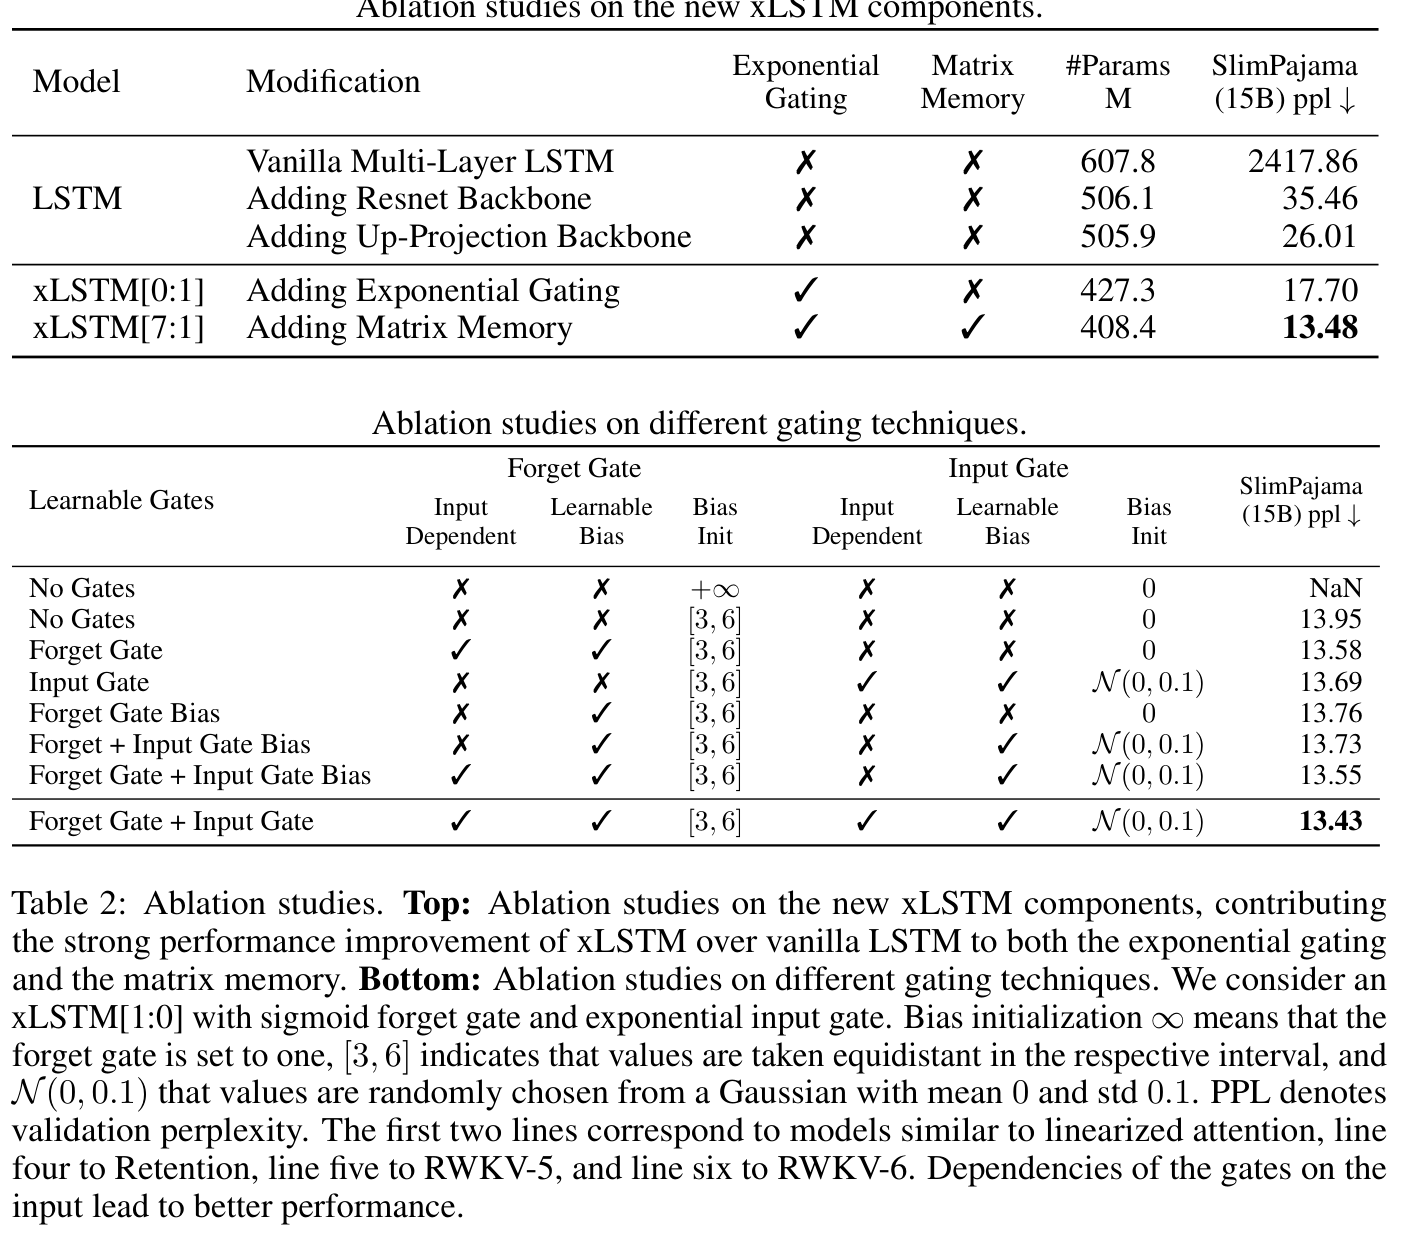 Ablation studies on the new xLSTM components.
Model Modification Exponential Gating Matrix Memory #Params M SlimPajama (15B) ppl ↓
LSTM Vanilla Multi-Layer LSTM ✗ ✗ 607.8 2417.86
Adding Resnet Backbone ✗ ✗ 506.1 35.46
Adding Up-Projection Backbone ✗ ✗ 505.9 26.01
xLSTM[0:1] Adding Exponential Gating ✓ ✗ 427.3 17.70
xLSTM[7:1] Adding Matrix Memory ✓ ✓ 408.4 13.48
Ablation studies on different gating techniques.
Forget Gate Input Gate
Learnable Gates Input Dependent Learnable Bias Bias Init Input Dependent Learnable Bias Bias Init SlimPajama (15B) ppl ↓
No Gates ✗ ✗ +∞ ✗ ✗ 0 NaN
No Gates ✗ ✗ [3, 6] ✗ ✗ 0 13.95
Forget Gate ✓ ✓ [3, 6] ✗ ✗ 0 13.58
Input Gate ✗ ✗ [3, 6] ✓ ✓ 𝒩(0, 0.1) 13.69
Forget Gate Bias ✗ ✓ [3, 6] ✗ ✗ 0 13.76
Forget + Input Gate Bias ✗ ✓ [3, 6] ✗ ✓ 𝒩(0, 0.1) 13.73
Forget Gate + Input Gate Bias ✓ ✓ [3, 6] ✗ ✓ 𝒩(0, 0.1) 13.55
Forget Gate + Input Gate ✓ ✓ [3, 6] ✓ ✓ 𝒩(0, 0.1) 13.43
Table 2: Ablation studies. Top: Ablation studies on the new xLSTM components, contributing
the strong performance improvement of xLSTM over vanilla LSTM to both the exponential gating
and the matrix memory. Bottom: Ablation studies on different gating techniques. We consider an
xLSTM[1:0] with sigmoid forget gate and exponential input gate. Bias initialization ∞ means that the
forget gate is set to one, [3, 6] indicates that values are taken equidistant in the respective interval, and
𝒩(0, 0.1) that values are randomly chosen from a Gaussian with mean 0 and std 0.1. PPL denotes
validation perplexity. The first two lines correspond to models similar to linearized attention, line
four to Retention, line five to RWKV-5, and line six to RWKV-6. Dependencies of the gates on the
input lead to better performance.